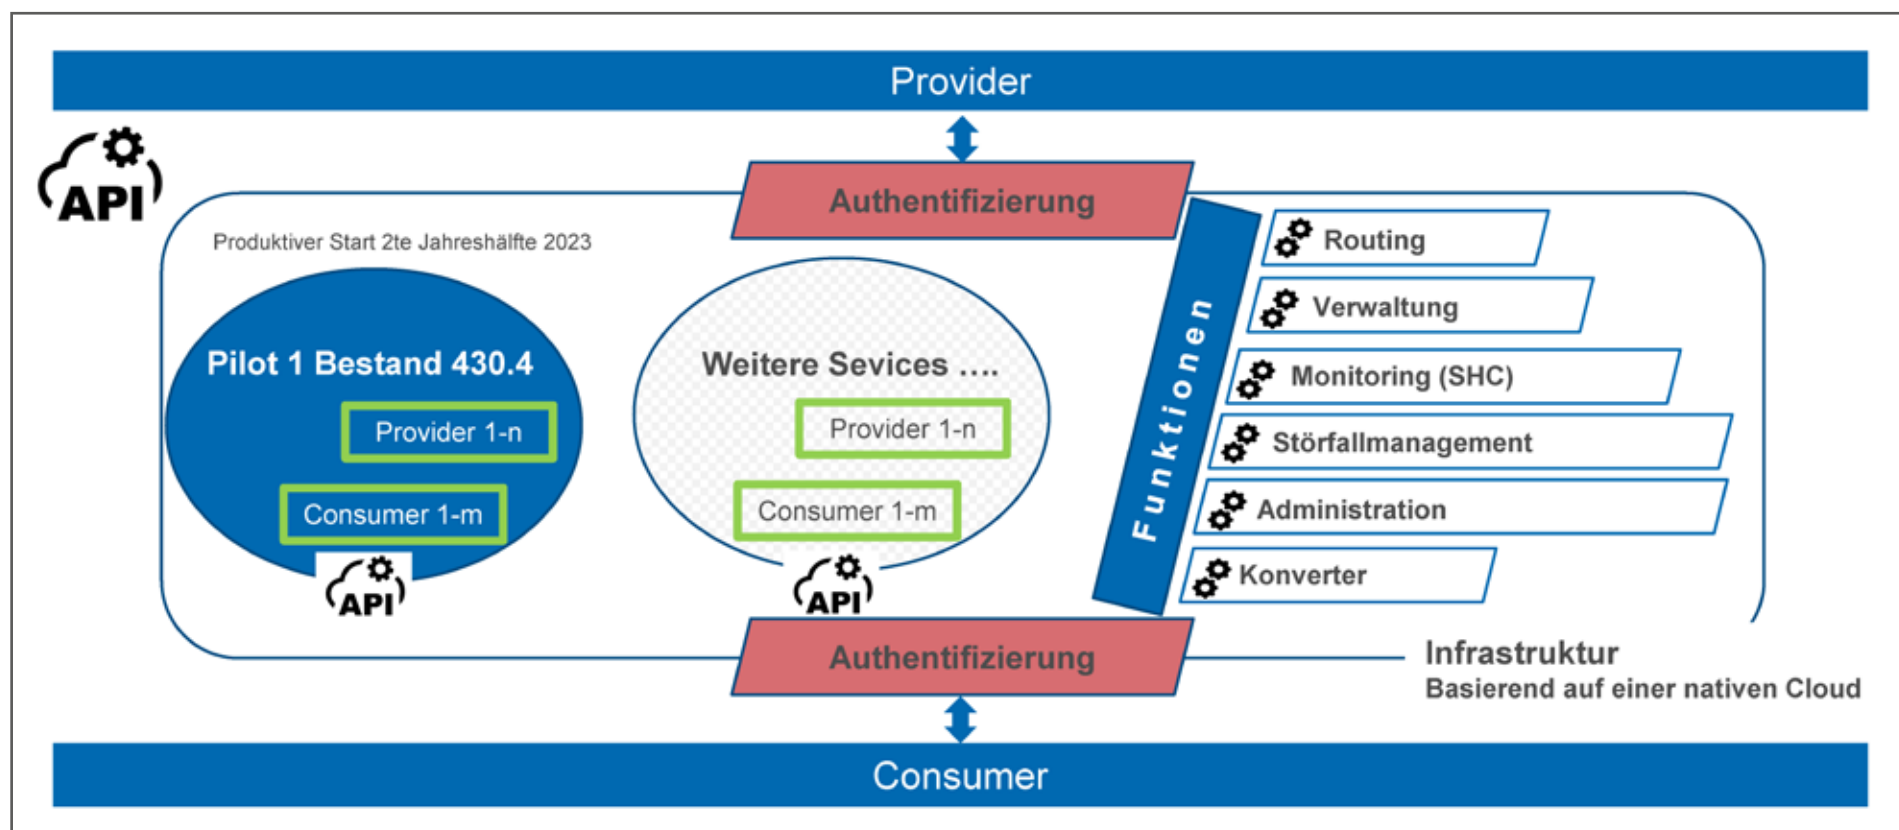 Provider
API
Authentifizierung
Produktiver Start 2te Jahreshälfte 2023
Pilot 1 Bestand 430.4
Provider 1-n
Consumer 1-m
API
Weitere Sevices ....
Provider 1-n
Consumer 1-m
API
Funktionen
Routing
Verwaltung
Monitoring (SHC)
Störfallmanagement
Administration
Konverter
Authentifizierung
Infrastruktur
Basierend auf einer nativen Cloud
Consumer